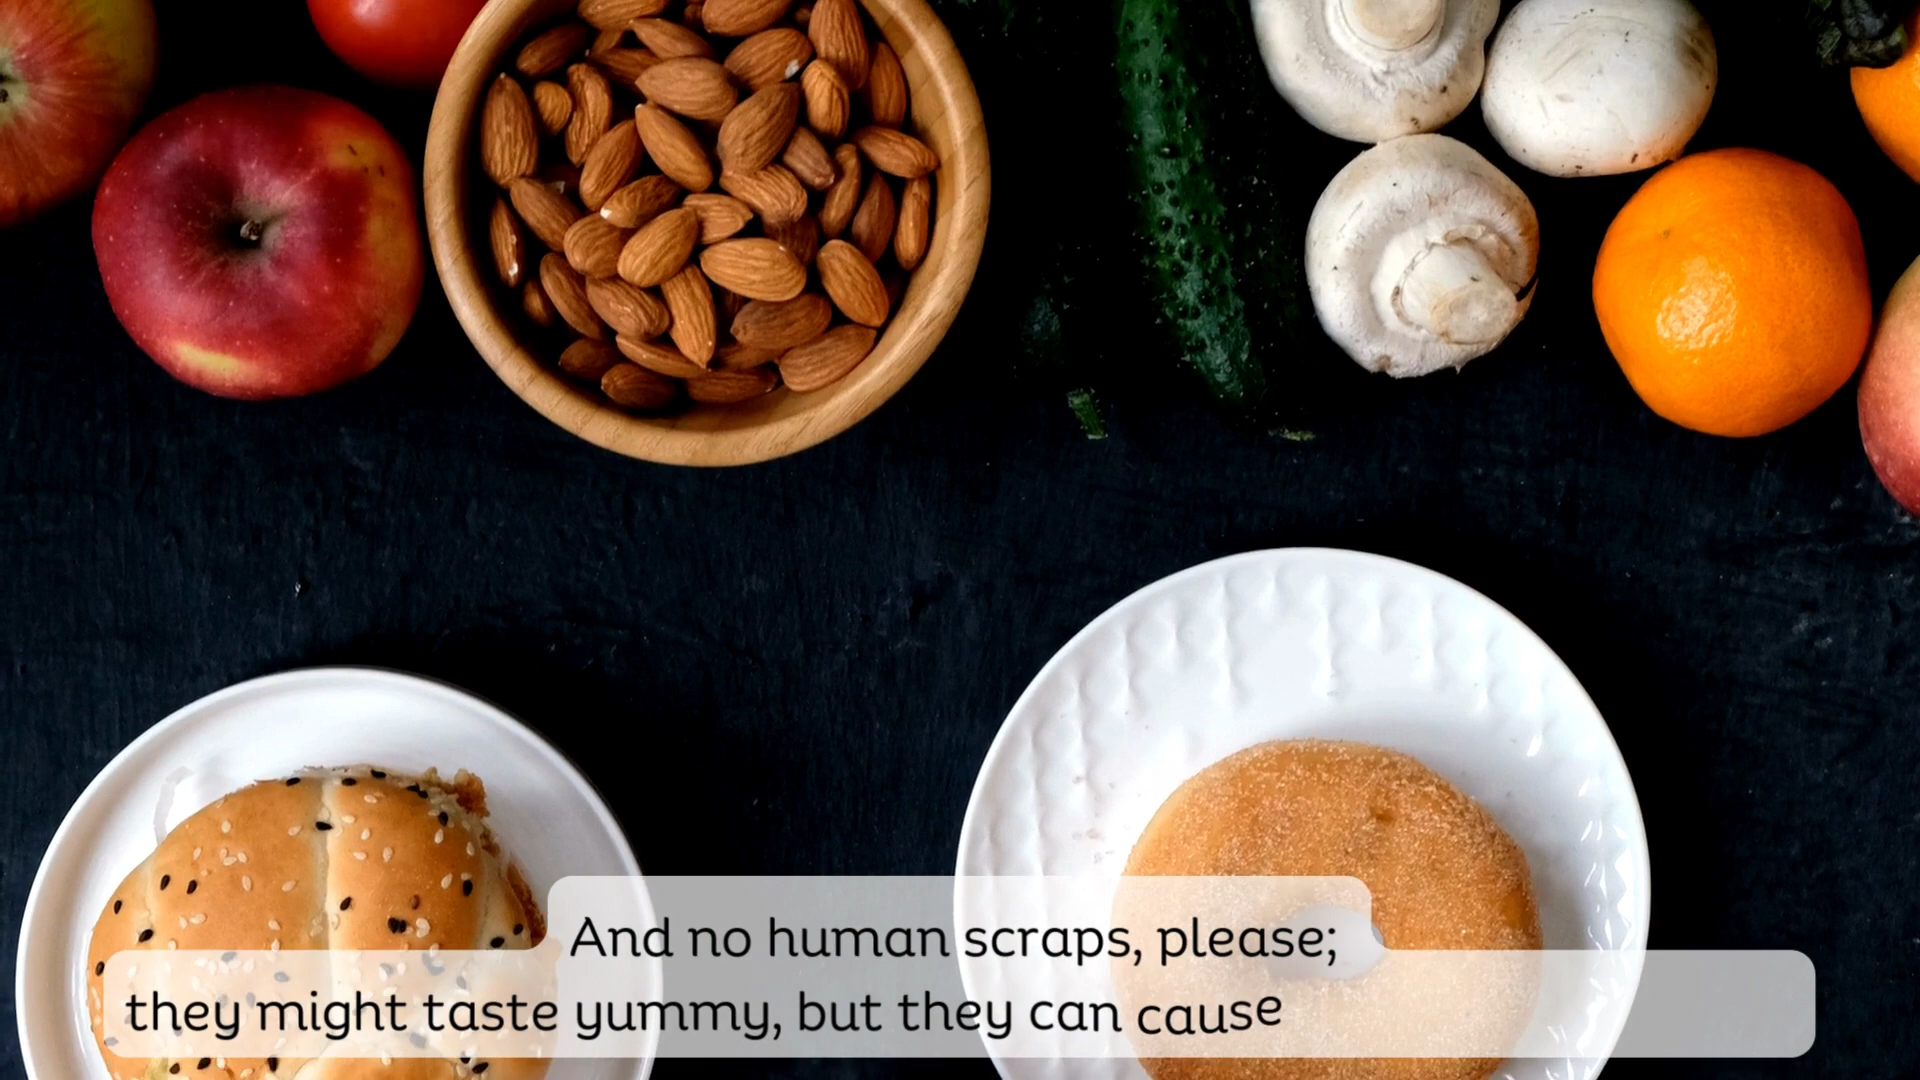 And no human scraps, please;
they might taste yummy, but they can cause